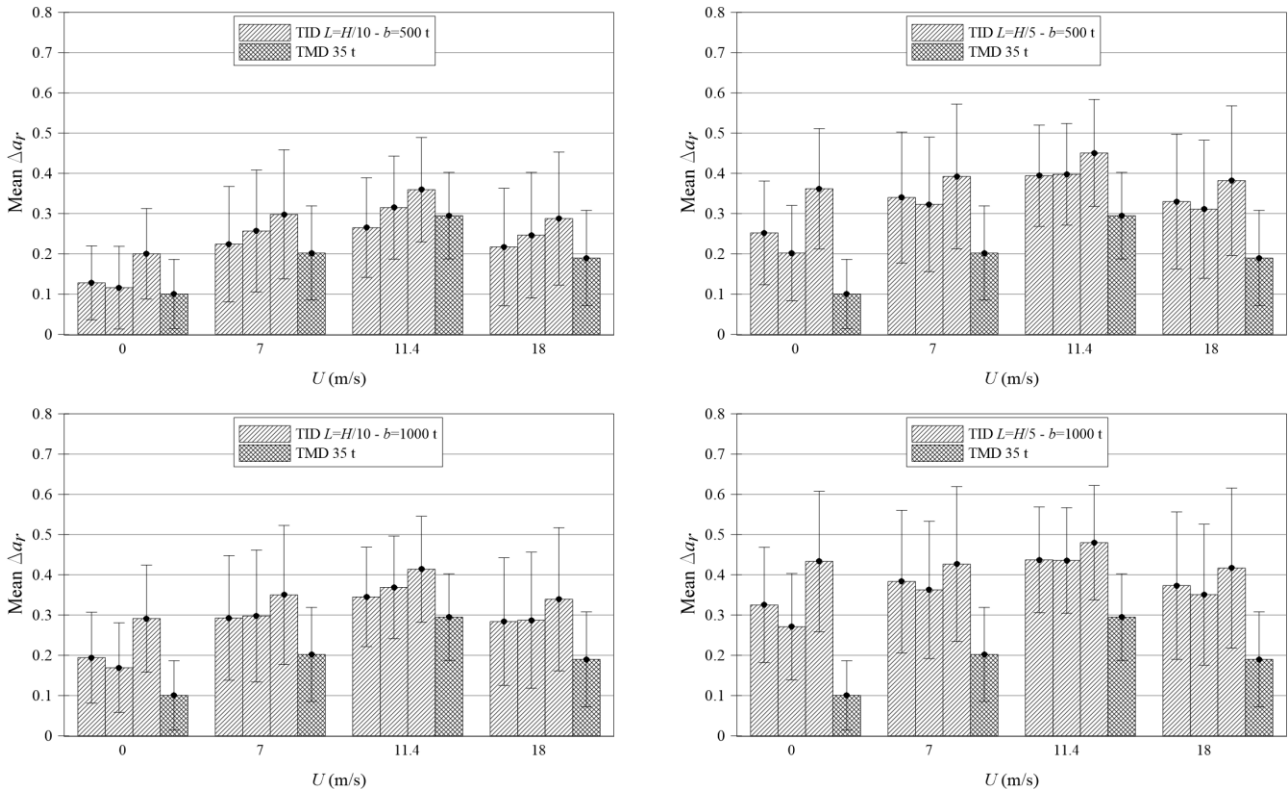 TID L=H/10 - b=500 t
TMD 35 t
Mean Δar
0.8
0.7
0.6
0.5
0.4
0.3
0.2
0.1
0
0 7 11.4 18
U (m/s)
TID L=H/5 - b=500 t
TMD 35 t
Mean Δar
0.8
0.7
0.6
0.5
0.4
0.3
0.2
0.1
0
0 7 11.4 18
U (m/s)
TID L=H/10 - b=1000 t
TMD 35 t
Mean Δar
0.8
0.7
0.6
0.5
0.4
0.3
0.2
0.1
0
0 7 11.4 18
U (m/s)
TID L=H/5 - b=1000 t
TMD 35 t
Mean Δar
0.8
0.7
0.6
0.5
0.4
0.3
0.2
0.1
0
0 7 11.4 18
U (m/s)